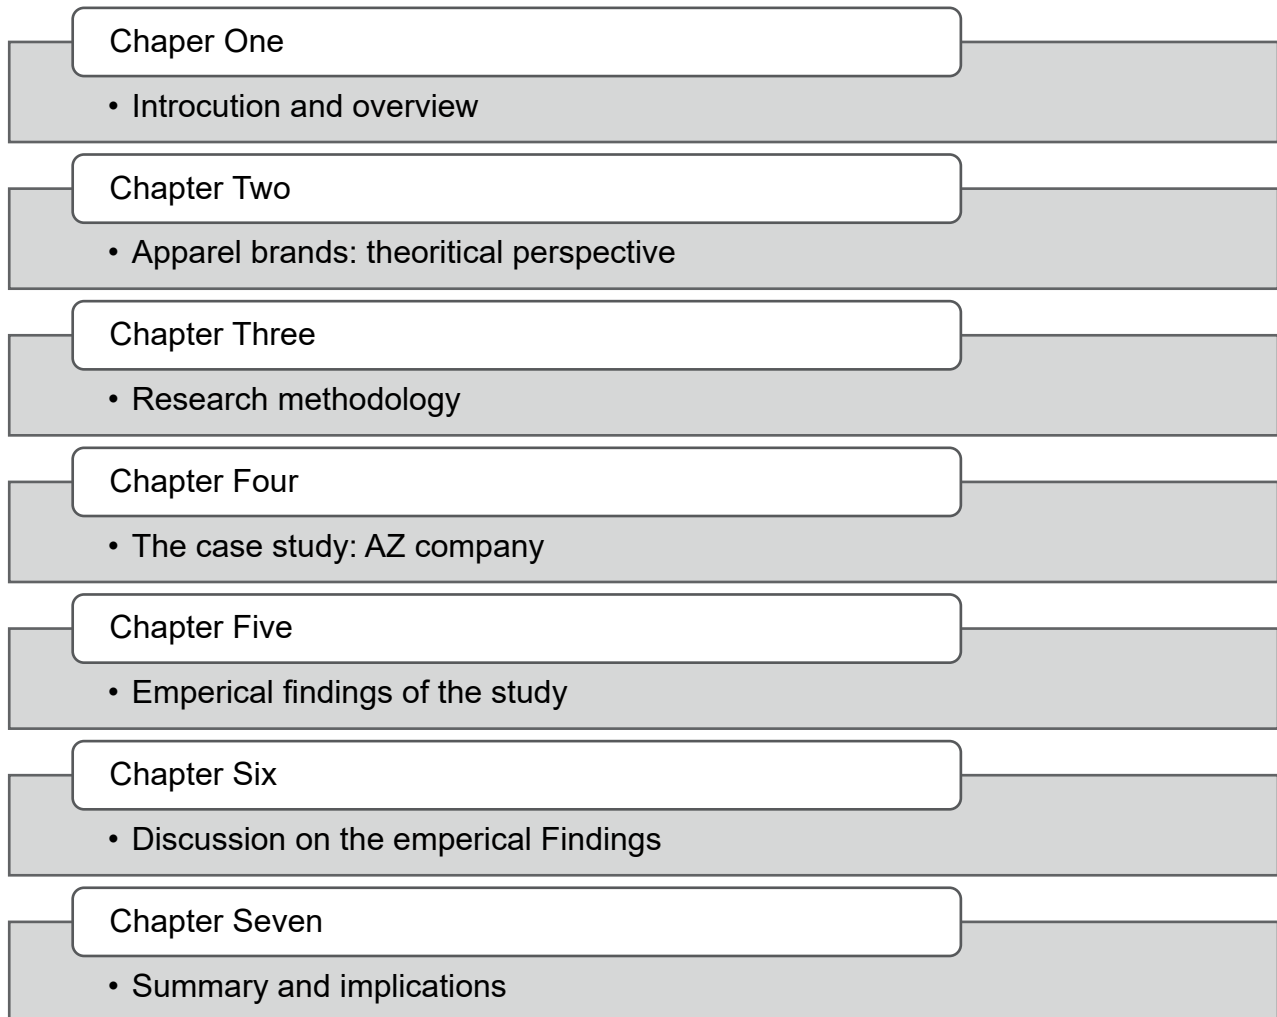 Chaper One
• Introcution and overview
Chapter Two
• Apparel brands: theoritical perspective
Chapter Three
• Research methodology
Chapter Four
• The case study: AZ company
Chapter Five
• Emperical findings of the study
Chapter Six
• Discussion on the emperical Findings
Chapter Seven
• Summary and implications